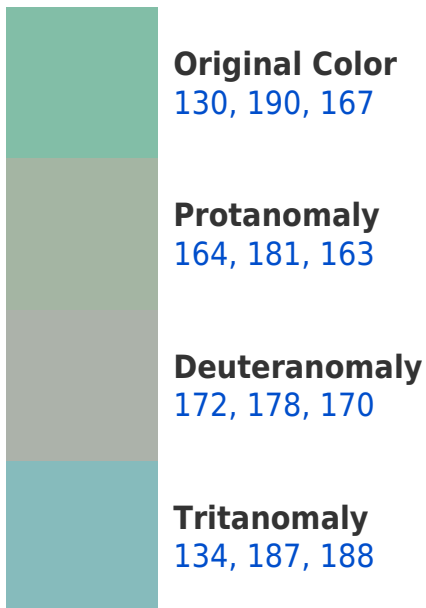 Original Color
130, 190, 167
Protanomaly
164, 181, 163
Deuteranomaly
172, 178, 170
Tritanomaly
134, 187, 188